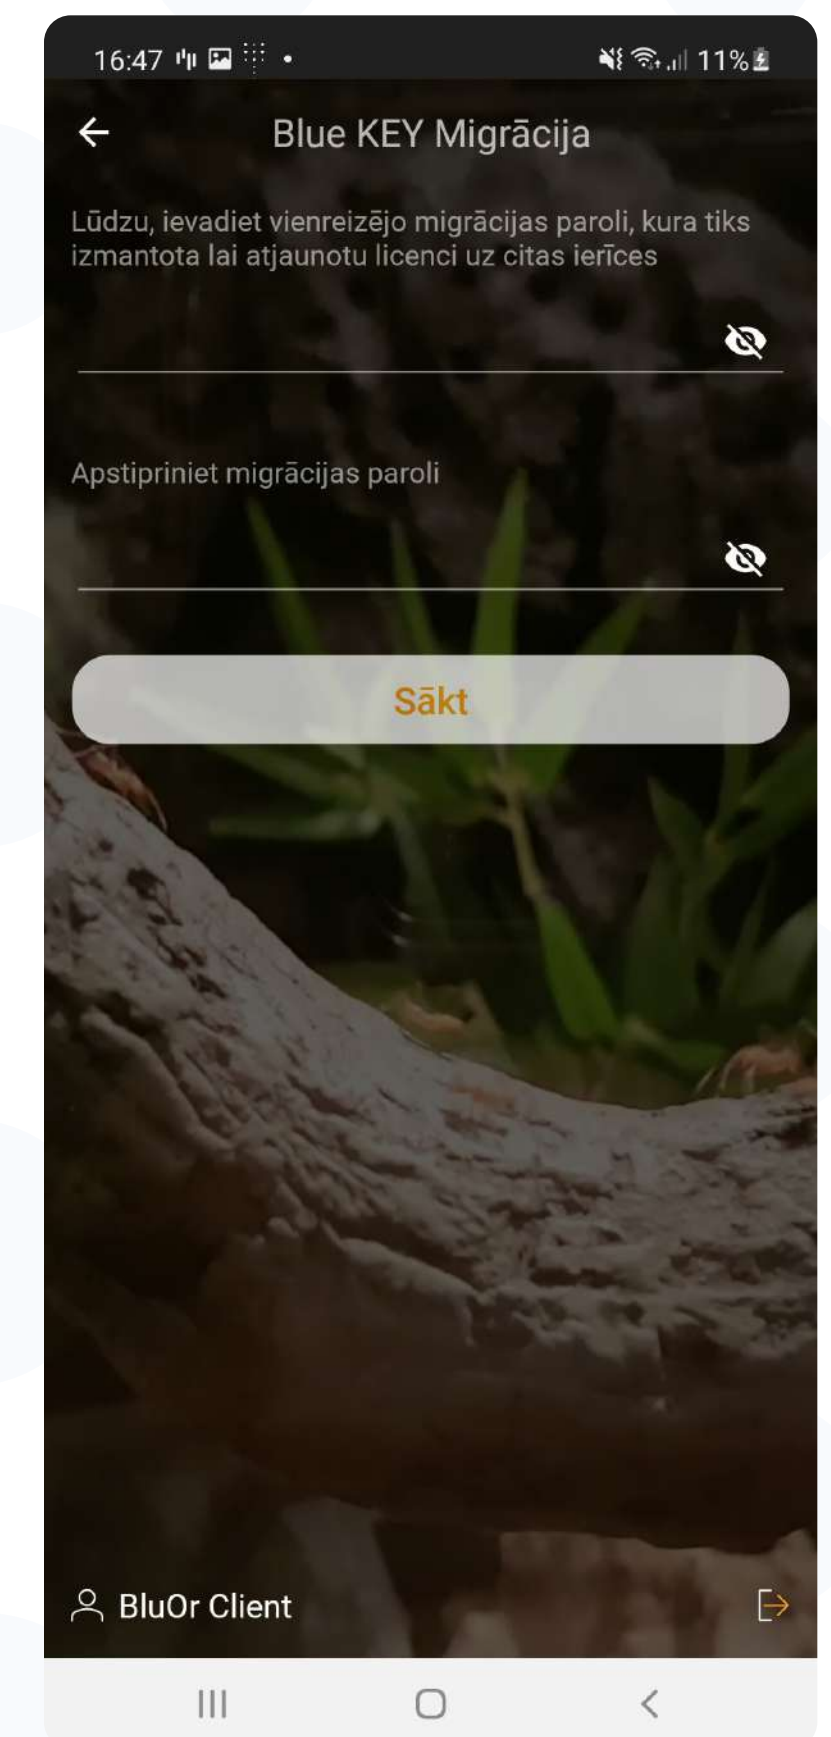 16:47
11%
Blue KEY Migrācija
Lūdzu, ievadiet vienreizējo migrācijas paroli, kura tiks
izmantota lai atjaunotu licenci uz citas ierīces
Apstipriniet migrācijas paroli
Sākt
BluOr Client